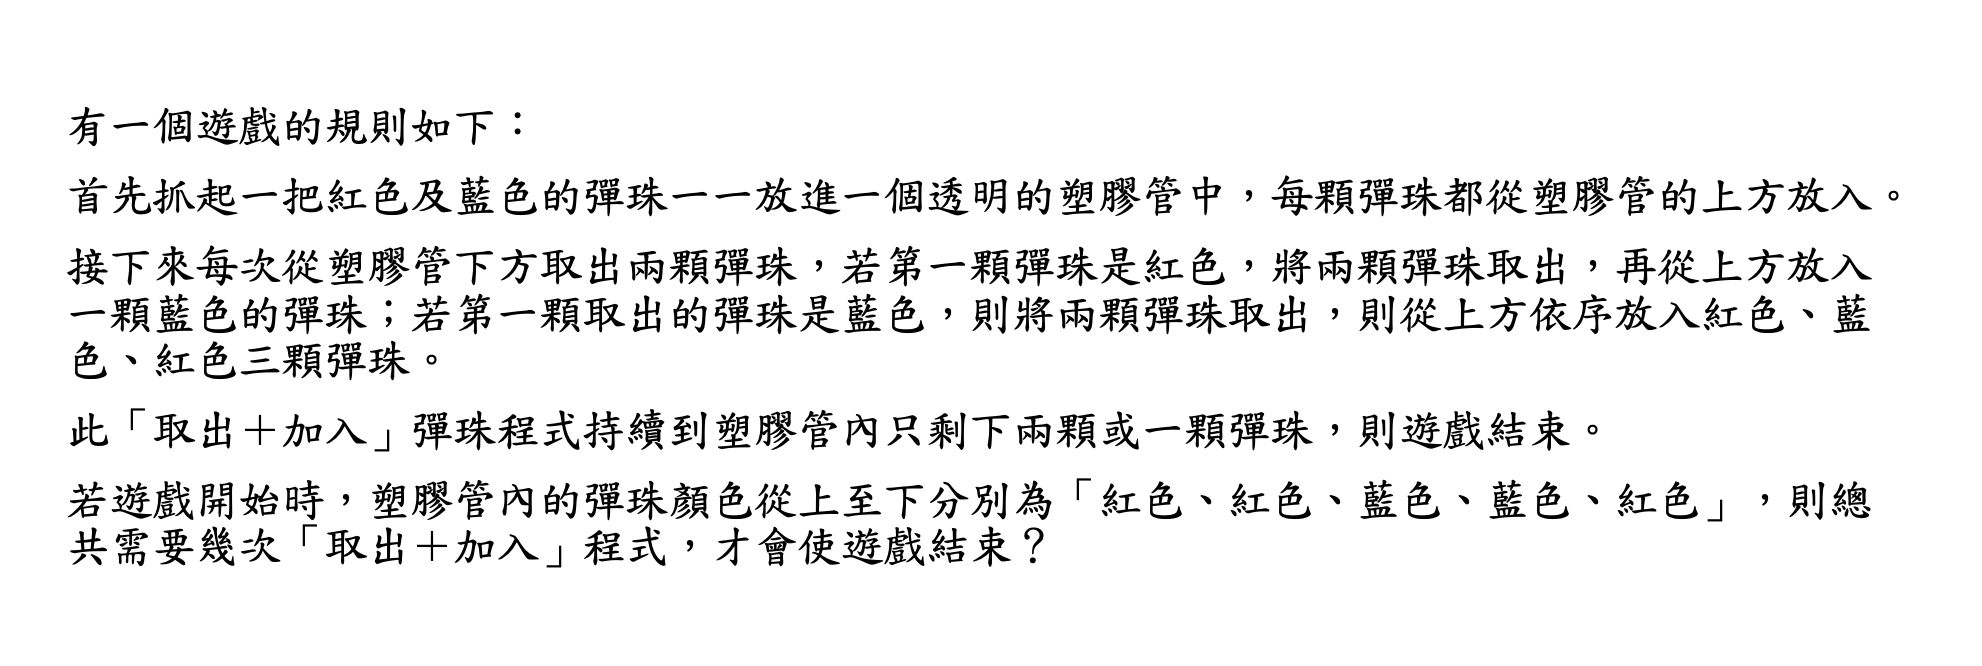 有一個遊戲的規則如下：
首先抓起一把紅色及藍色的彈珠一一放進一個透明的塑膠管中，每顆彈珠都從塑膠管的上方放入。
接下來每次從塑膠管下方取出兩顆彈珠，若第一顆彈珠是紅色，將兩顆彈珠取出，再從上方放入
一顆藍色的彈珠；若第一顆取出的彈珠是藍色，則將兩顆彈珠取出，則從上方依序放入紅色、藍
色、紅色三顆彈珠。
此「取出＋加入」彈珠程式持續到塑膠管內只剩下兩顆或一顆彈珠，則遊戲結束。
若遊戲開始時，塑膠管內的彈珠顏色從上至下分別為「紅色、紅色、藍色、藍色、紅色」，則總
共需要幾次「取出＋加入」程式，才會使遊戲結束？